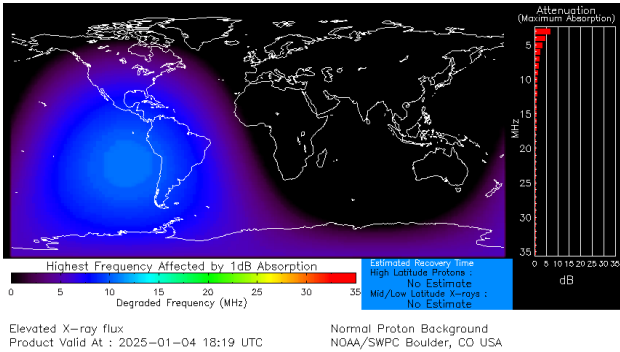 Attenuation
(Maximum Absorption)
5
10
15
20
25
30
35
MHz
0 5 10 15 20 25 30 35
dB
Highest Frequency Affected by 1dB Absorption
0 5 10 15 20 25 30 35
Degraded Frequency (MHz)
Estimated Recovery Time
High Latitude Protons :
No Estimate
Mid/Low Latitude X-rays :
No Estimate
Elevated X-ray flux
Product Valid At : 2025-01-04 18:19 UTC
Normal Proton Background
NOAA/SWPC Boulder, CO USA